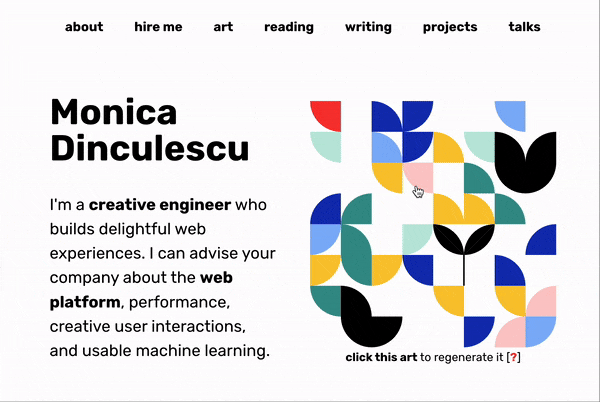 about hire me art reading writing projects talks
Monica
Dinculescu
I'm a creative engineer who
builds delightful web
experiences. I can advise your
company about the web
platform, performance,
creative user interactions,
and usable machine learning.
click this art to regenerate it [?]